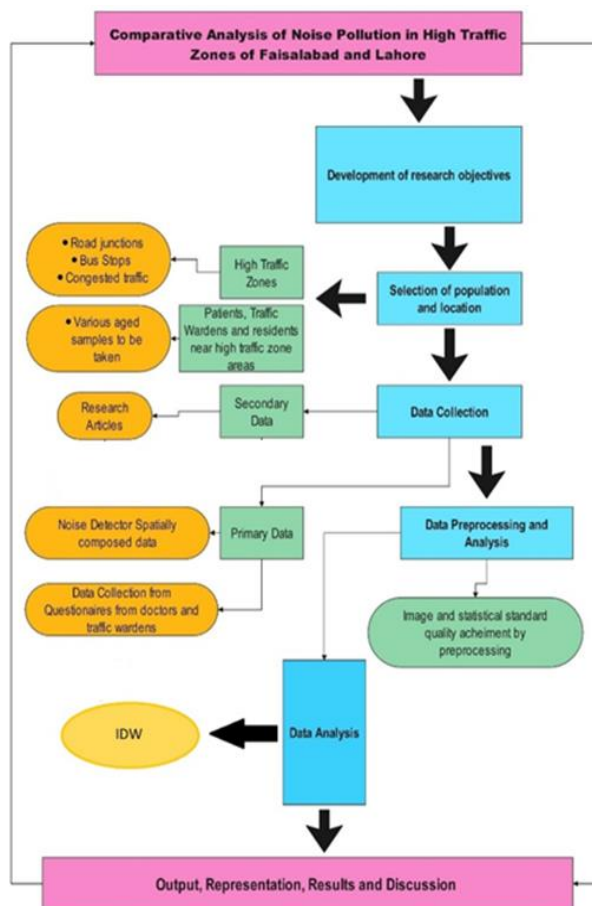 Comparative Analysis of Noise Pollution in High Traffic
Zones of Faisalabad and Lahore
Development of research objectives
• Road junctions
• Bus Stops
• Congested traffic
High Traffic
Zones
Selection of population
and location
• Various aged
samples to be
taken
Patients, Traffic
Wardens and residents
near high traffic zone
areas
Research
Articles
Secondary
Data
Data Collection
Noise Detector Spatially
composed data
Primary Data
Data Preprocessing and
Analysis
Data Collection from
Questionaires from doctors and
traffic wardens
Image and statistical standard
quality acheiment by
preprocessing
IDW
Data Analysis
Output, Representation, Results and Discussion